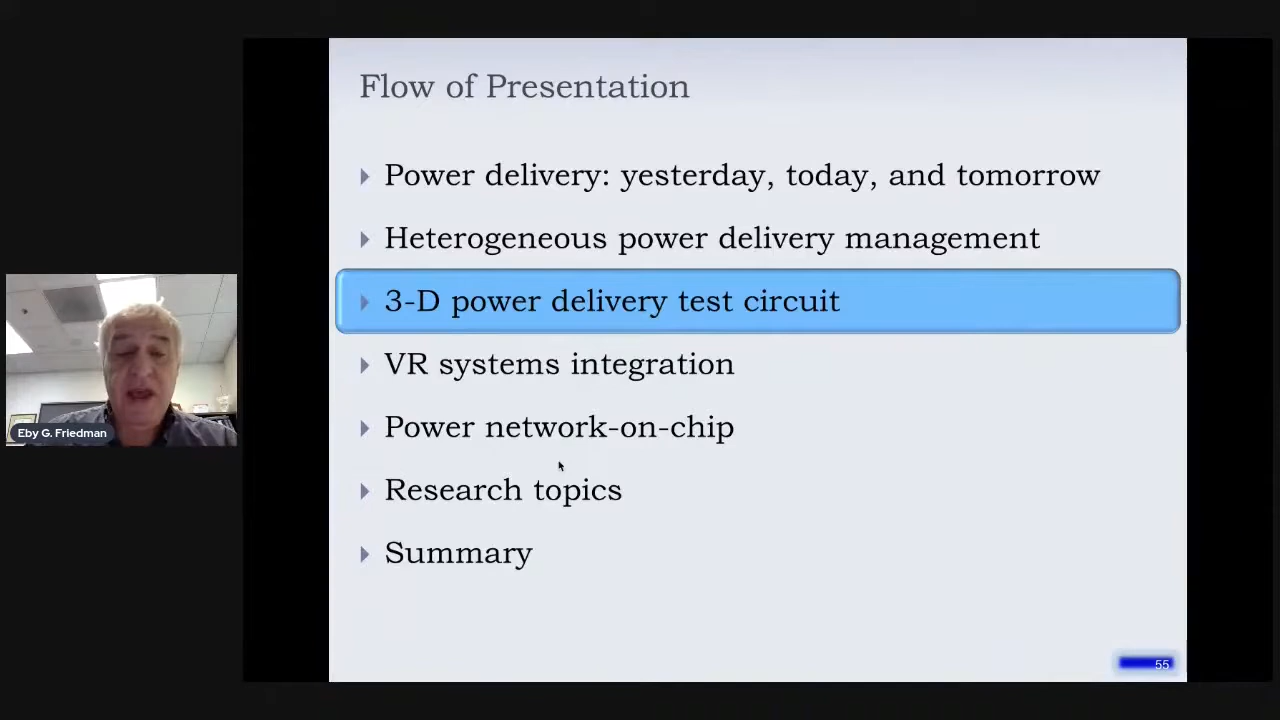 Flow of Presentation
Power delivery: yesterday, today, and tomorrow
Heterogeneous power delivery management
3-D power delivery test circuit
VR systems integration
Power network-on-chip
Research topics
Summary
55
Eby G. Friedman